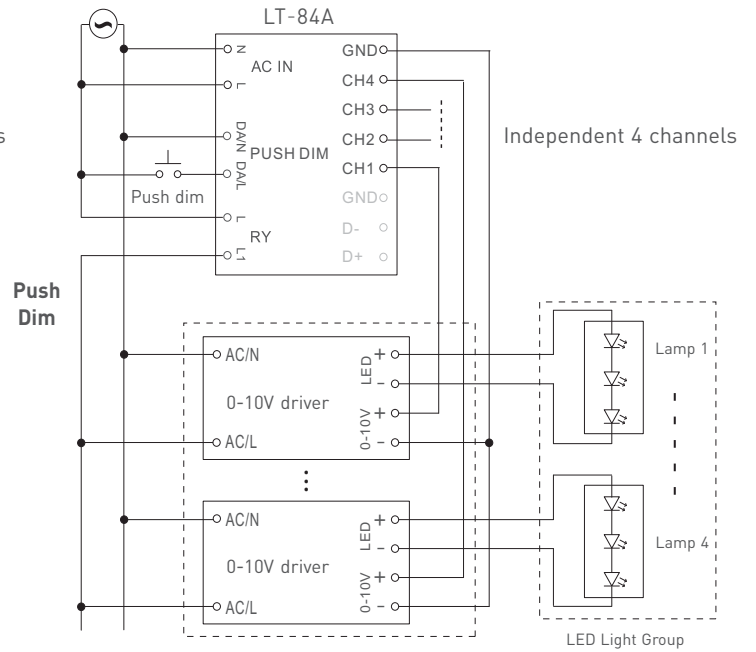 LT-84A
N
AC IN
L
DA/N
PUSH DIM
DA/L
L
RY
L1
GND
CH4
CH3
CH2
CH1
GND
D-
D+
s
Independent 4 channels
Push dim
Push
Dim
AC/N
0-10V driver
AC/L
LED
+
-
0-10V
+
-
AC/N
0-10V driver
AC/L
LED
+
-
0-10V
+
-
Lamp 1
Lamp 4
LED Light Group